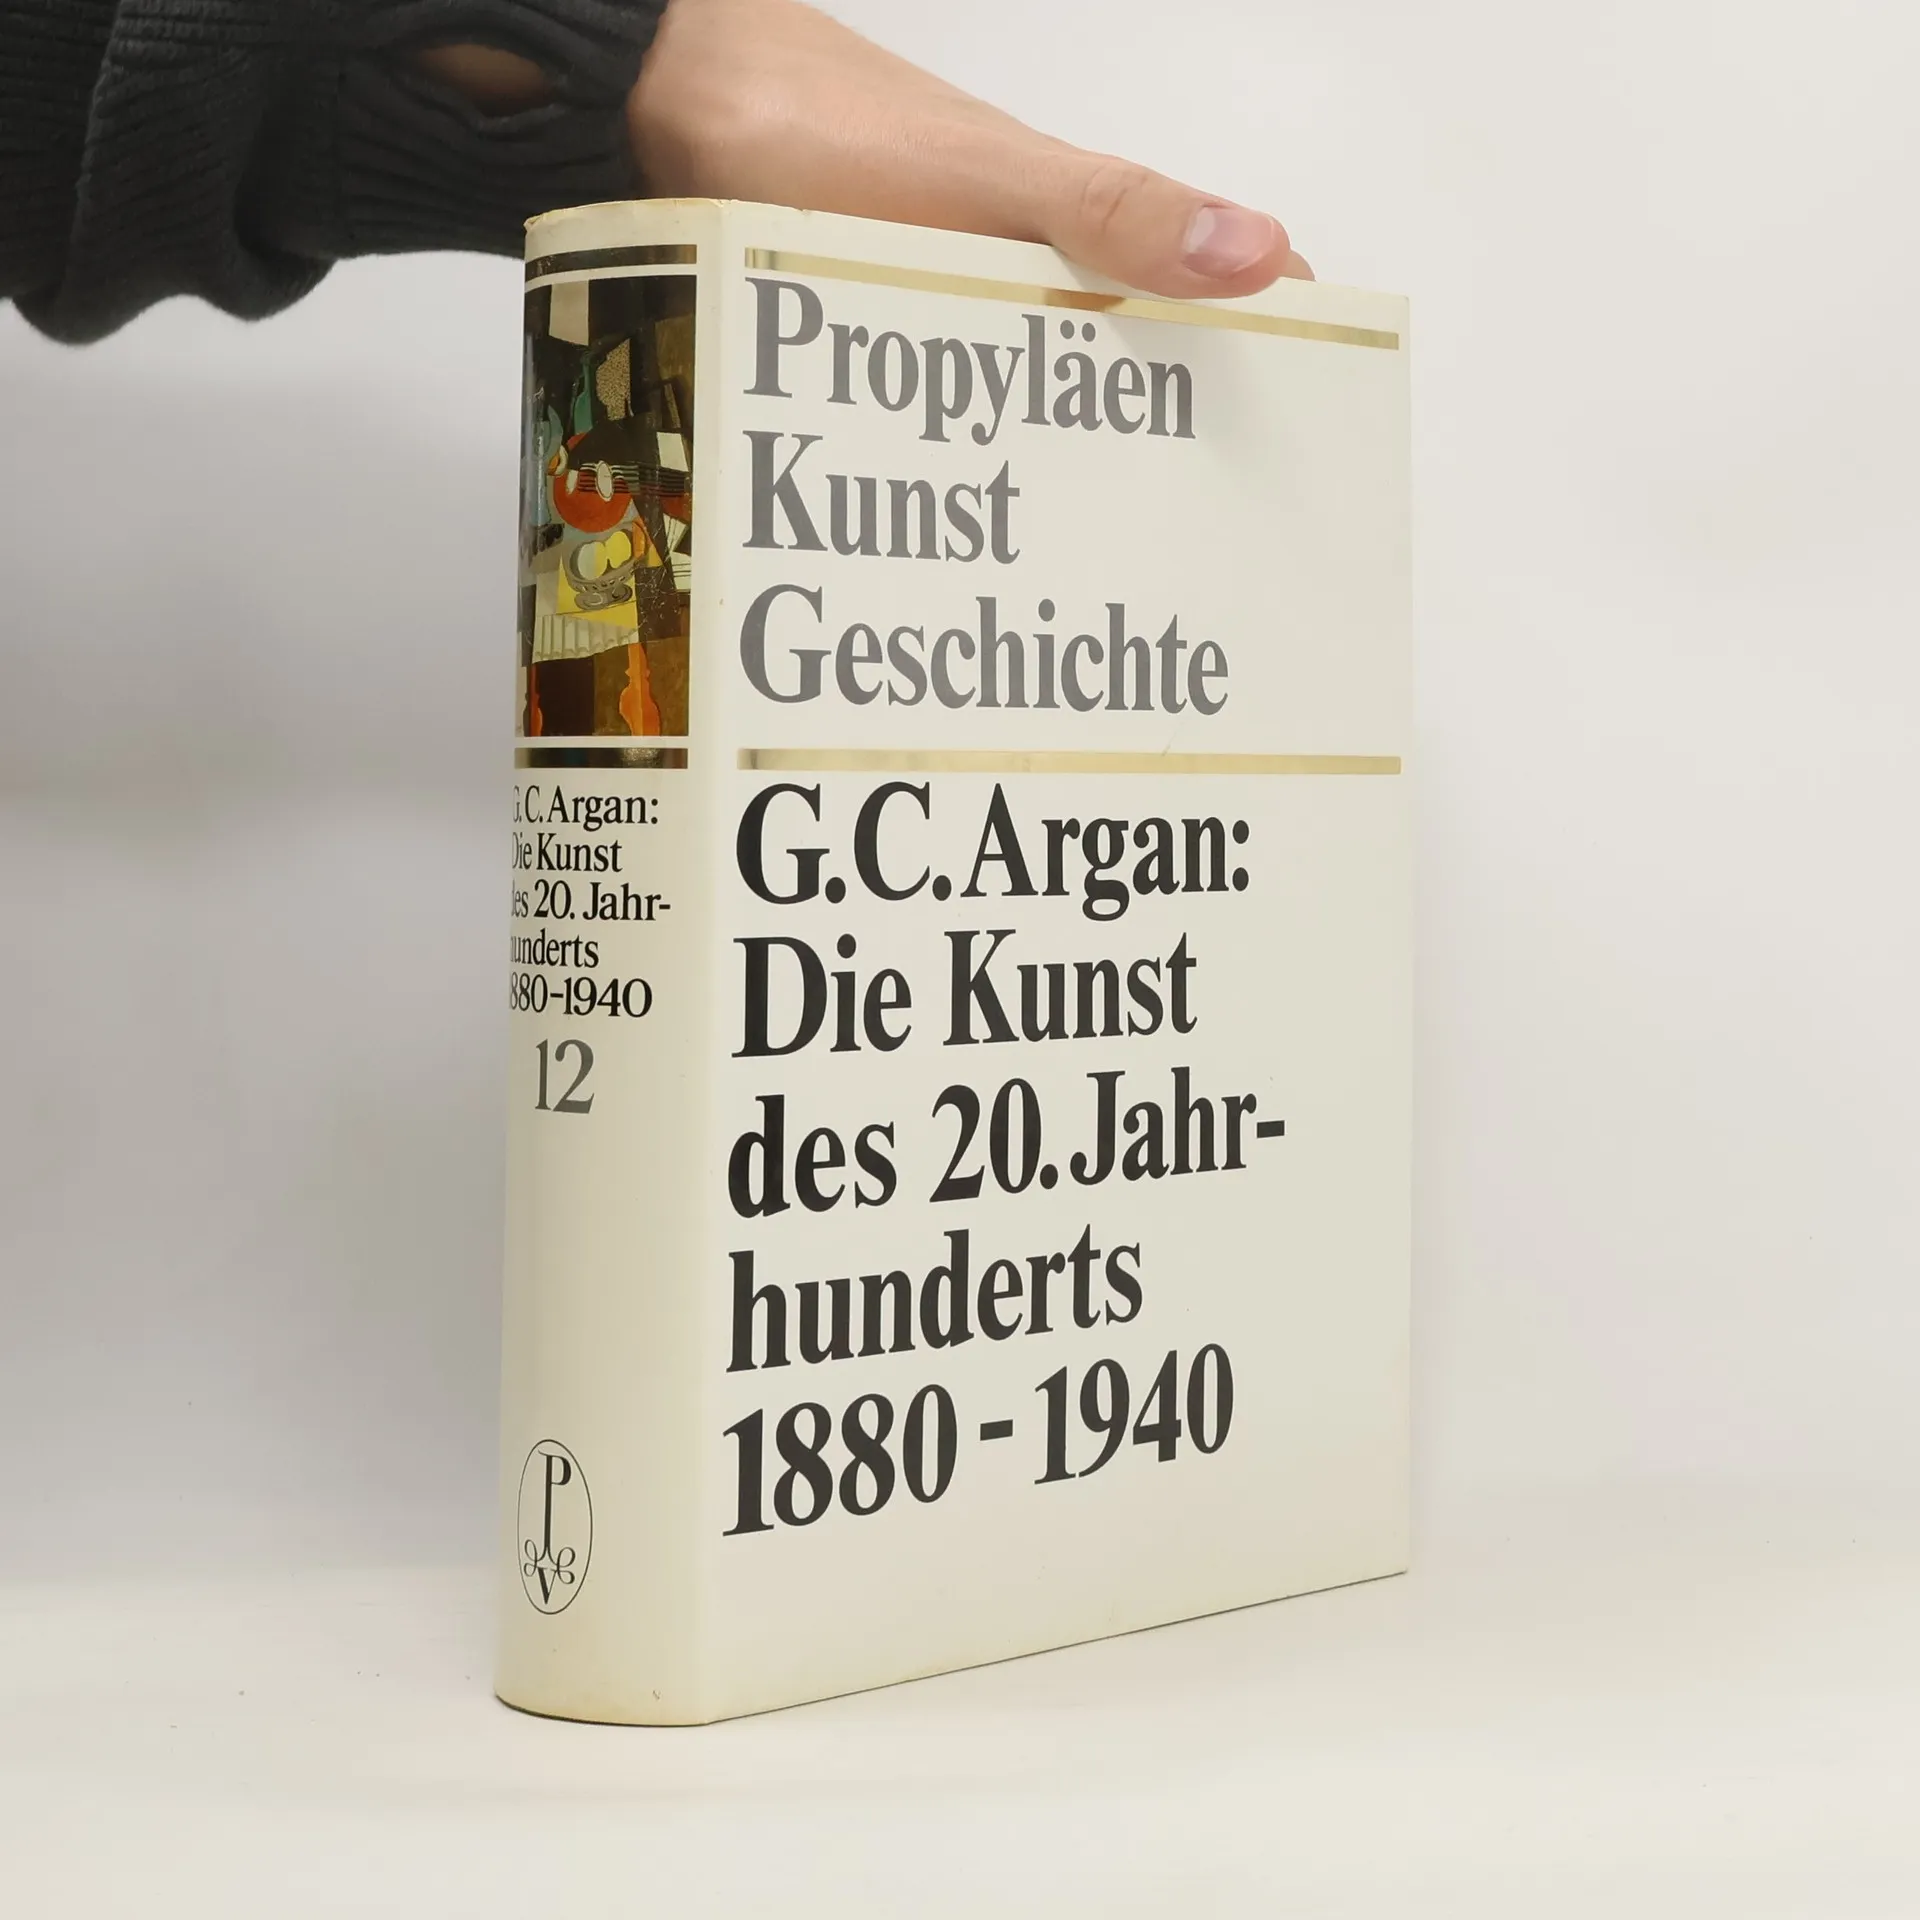 Propyläen
Kunst
Geschichte
G.C. Argan:
Die Kunst
des 20. Jahr-
hunderts
1880-1940
G.C. Argan:
Die Kunst
des 20. Jahr-
hunderts
1880-1940
12
PV